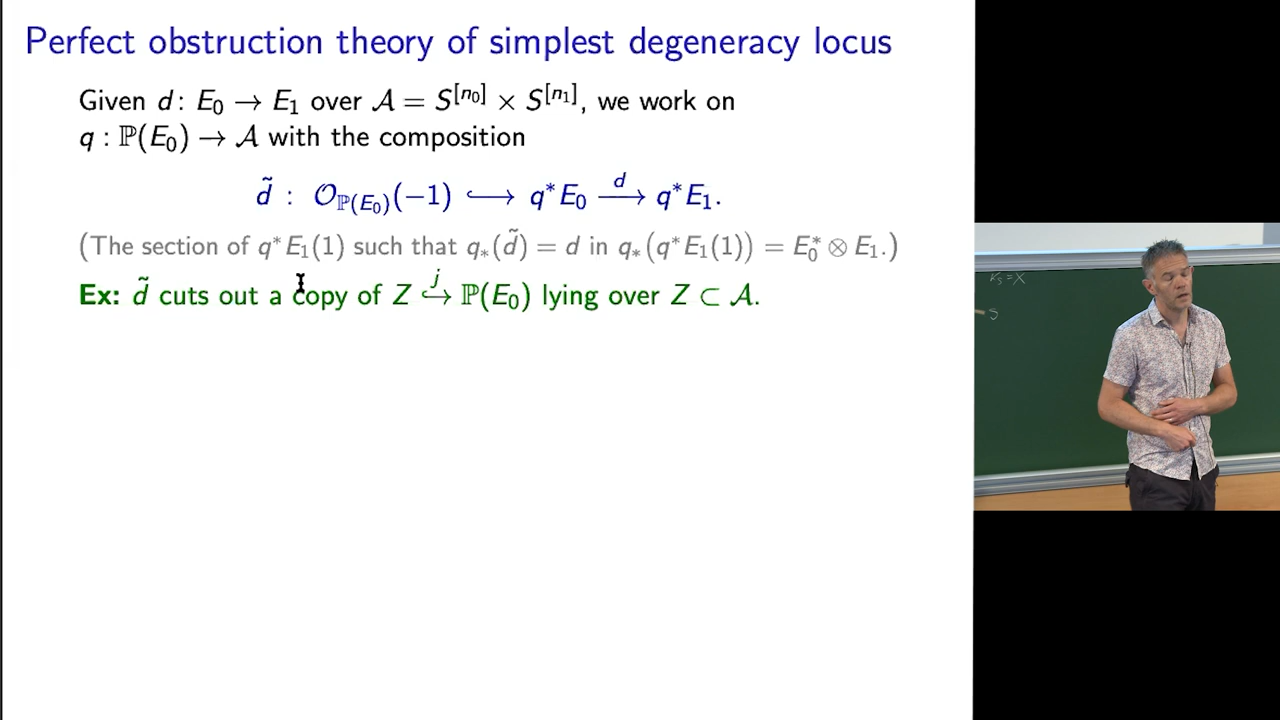 Perfect obstruction theory of simplest degeneracy locus
Given d: E₀ → E₁ over 𝒜 = S^[n₀] × S^[n₁], we work on
q : ℙ(E₀) → 𝒜 with the composition
d̃ : 𝒪_ℙ(E₀)(−1) ↪ q*E₀ →^d q*E₁.
(The section of q*E₁(1) such that q₊(d̃) = d in q₊(q*E₁(1)) = E₀* ⊗ E₁.)
Ex: d̃ cuts out a copy of Z ↪^j ℙ(E₀) lying over Z ⊂ 𝒜.
K_S = X
S